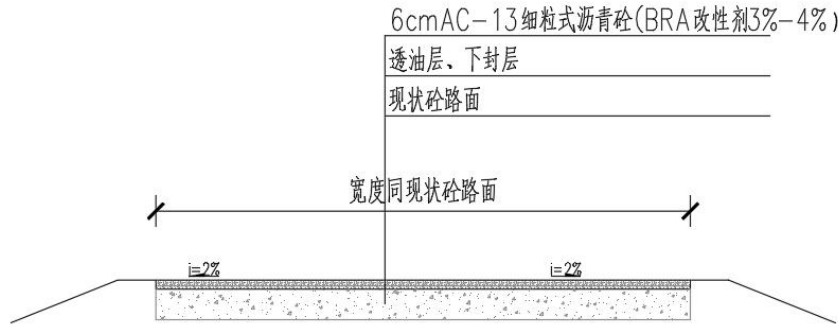 6cmAC-13细粒式沥青砼(BRA改性剂3%-4%)
透油层、下封层
现状砼路面
宽度同现状砼路面
i=2%
i=2%